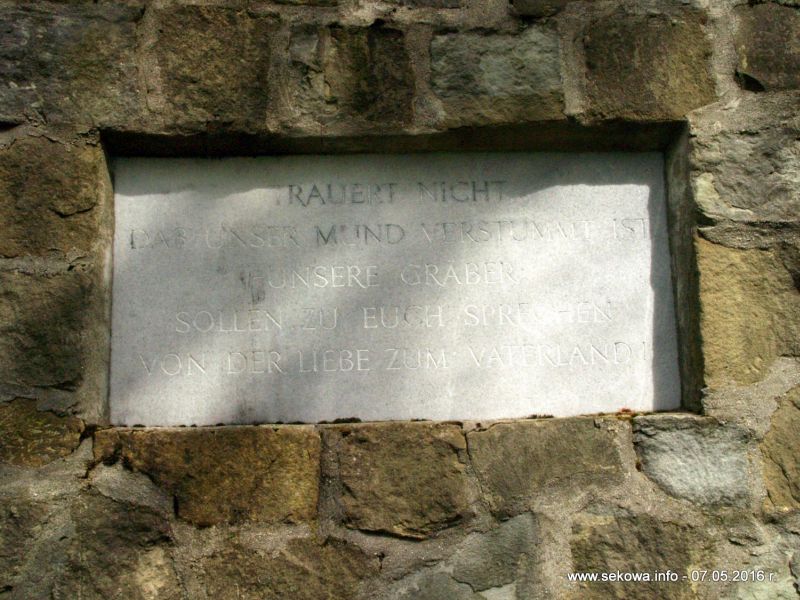 TRAUERT NICHT
DAß UNSER MUND VERSTUMMT IST
UNSERE GRÄBER
SOLLEN ZU EUCH SPRECHEN
VON DER LIEBE ZUM VATERLAND!
www.sekowa.info - 07.05.2016 r.